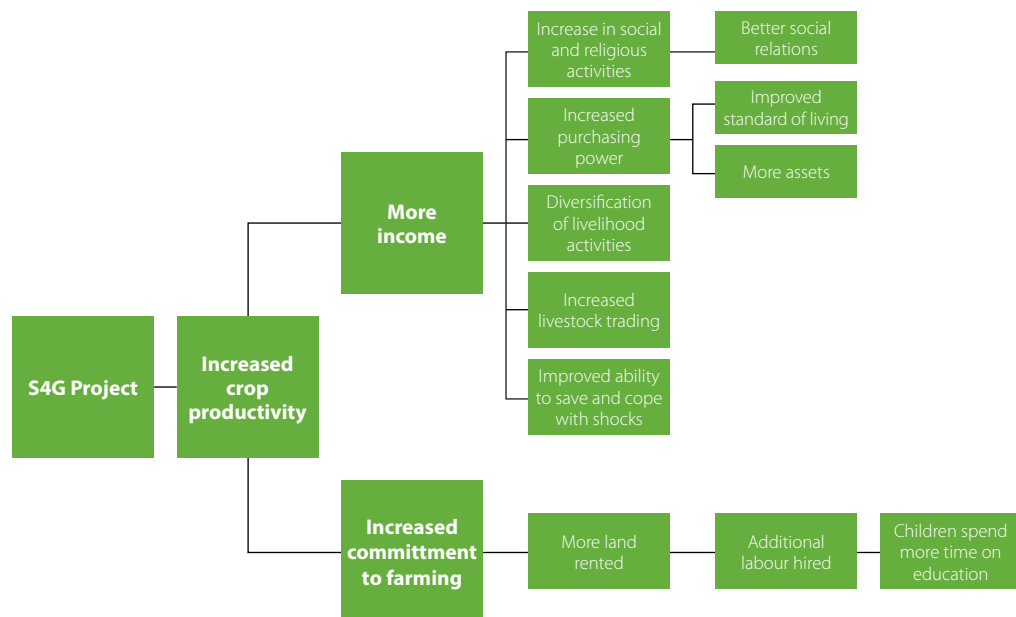 S4G Project
Increased
crop
productivity
More
income
Increase in social
and religious
activities
Better social
relations
Increased
purchasing
power
Improved
standard of living
More assets
Diversification
of livelihood
activities
Increased
livestock trading
Improved ability
to save and cope
with shocks
Increased
committment
to farming
More land
rented
Additional
labour hired
Children spend
more time on
education